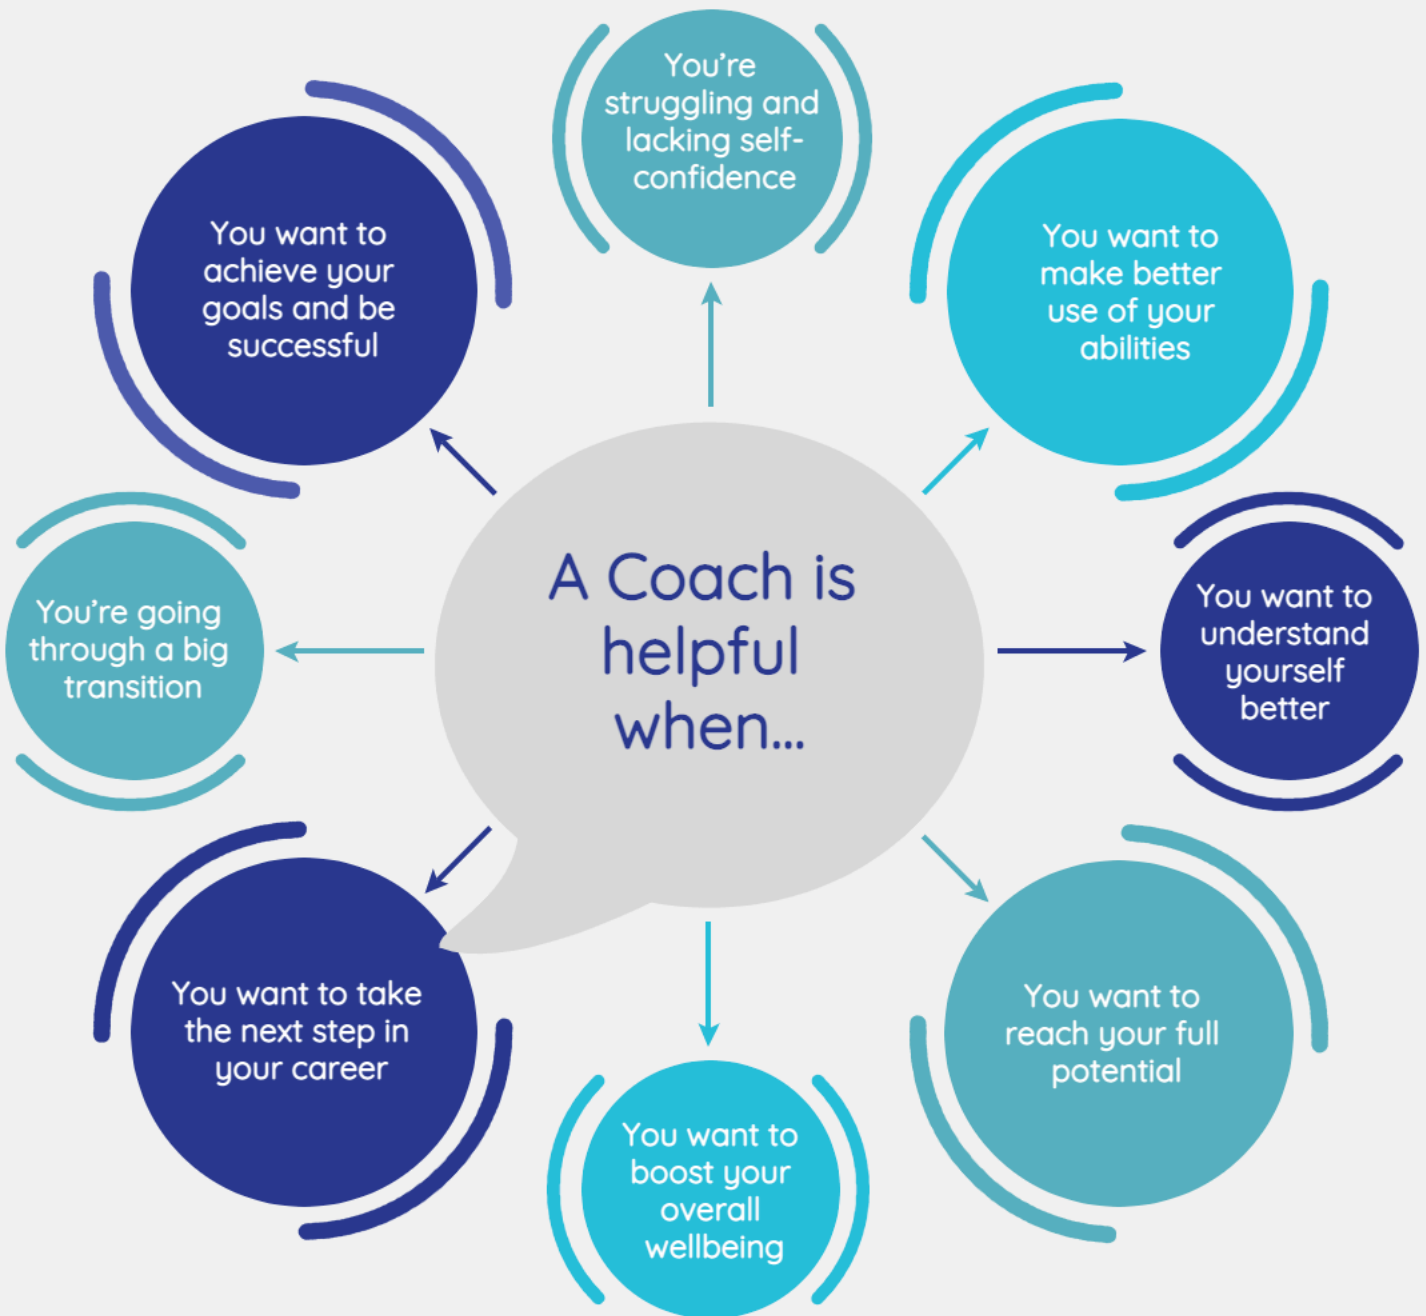 A Coach is
helpful
when...
You're
struggling and
lacking self-
confidence
You want to
make better
use of your
abilities
You want to
understand
yourself
better
You want to
reach your full
potential
You want to
boost your
overall
wellbeing
You want to take
the next step in
your career
You're going
through a big
transition
You want to
achieve your
goals and be
successful